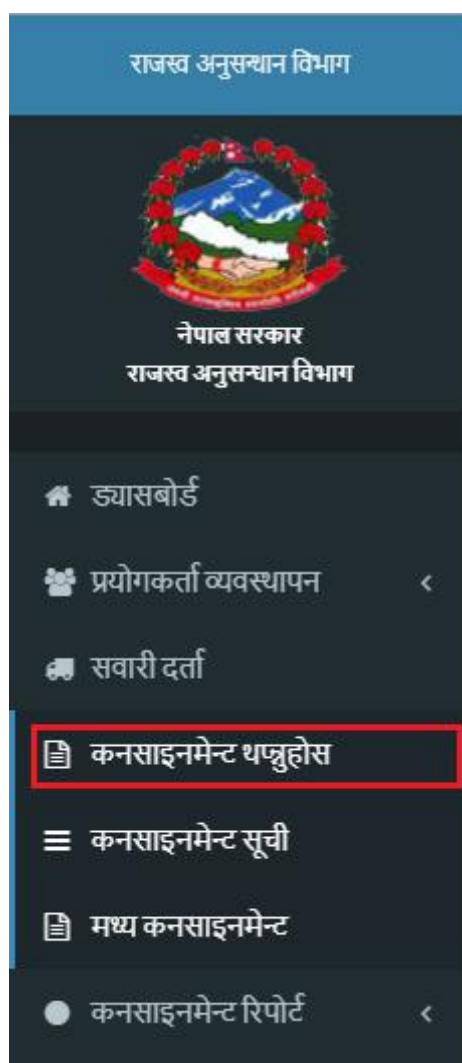 राजस्व अनुसन्धान विभाग
नेपाल सरकार
राजस्व अनुसन्धान विभाग
ड्यासबोर्ड
प्रयोगकर्ता व्यवस्थापन
सवारी दर्ता
कनसाइनमेन्ट थप्नुहोस
कनसाइनमेन्ट सूची
मध्य कनसाइनमेन्ट
कनसाइनमेन्ट रिपोर्ट